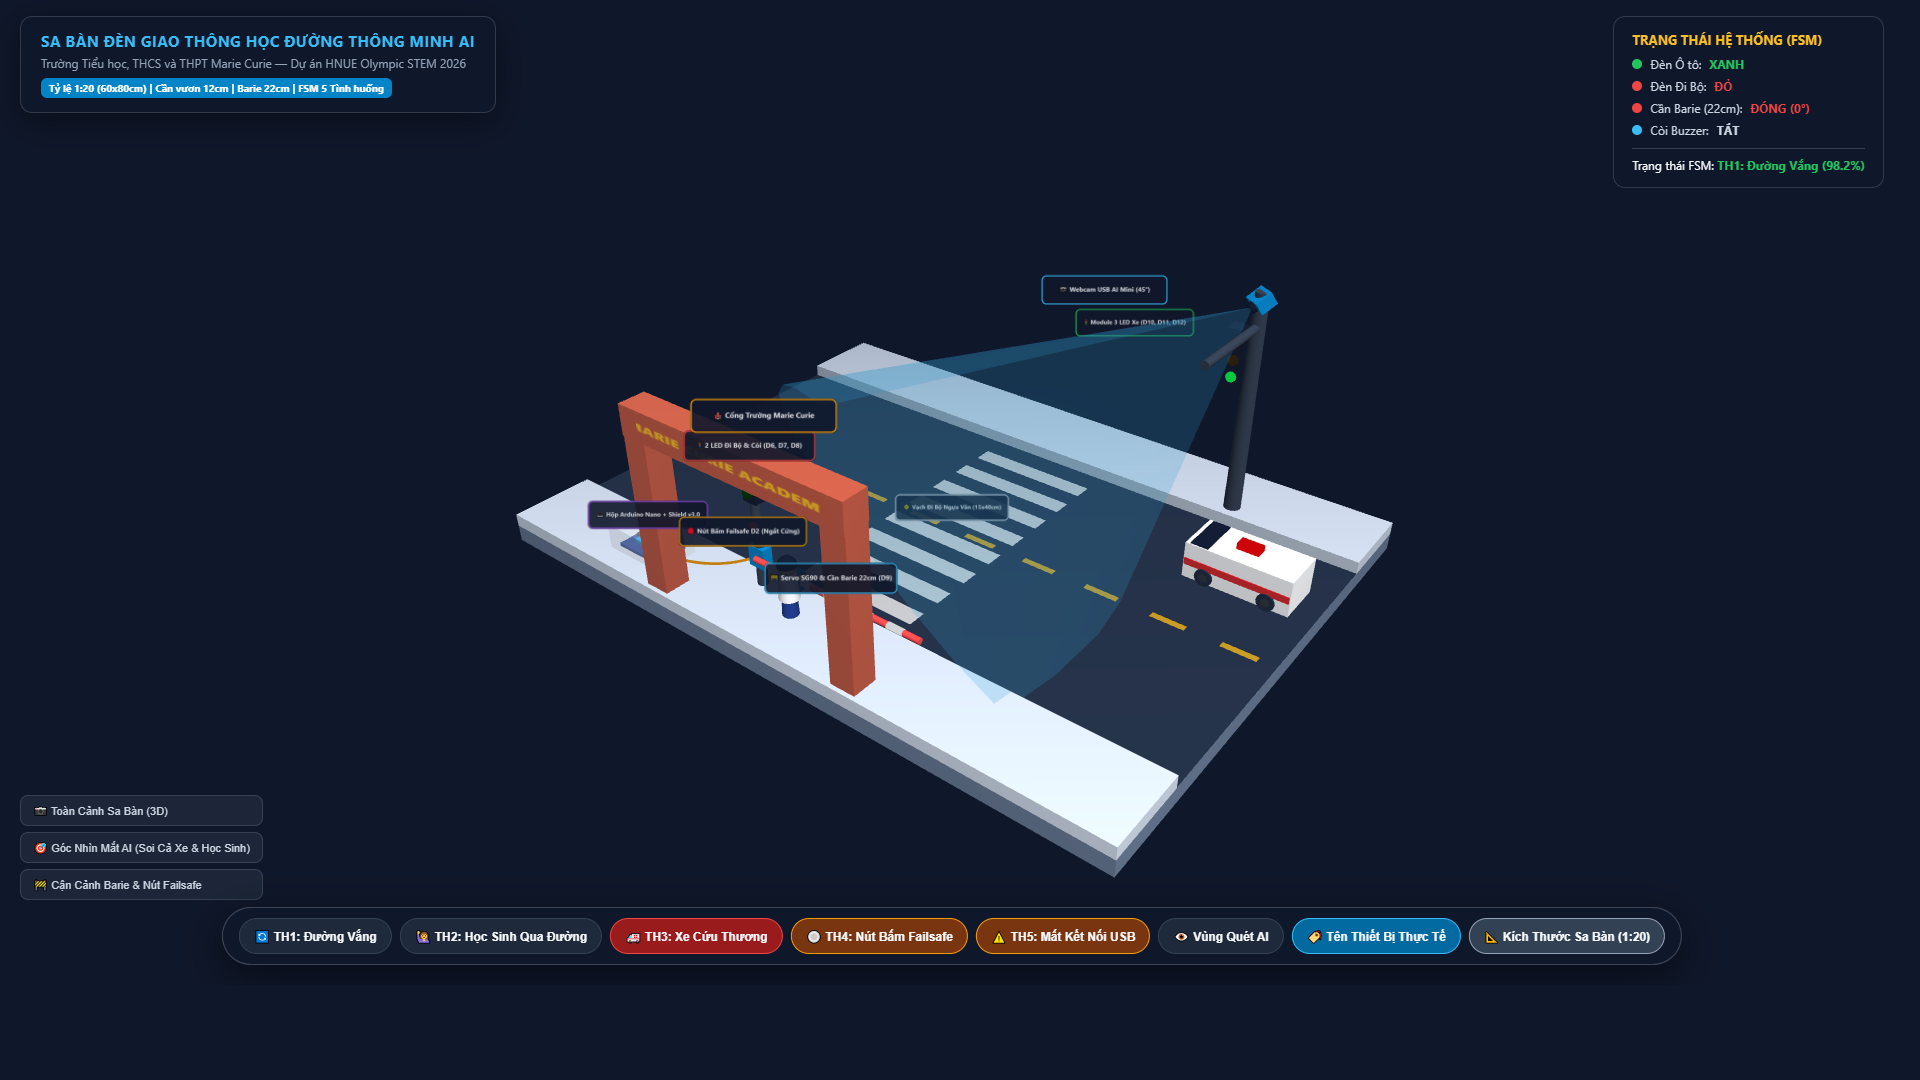 SA BÀN ĐÈN GIAO THÔNG HỌC ĐƯỜNG THÔNG MINH AI
Trường Tiểu học, THCS và THPT Marie Curie — Dự án HNUE Olympic STEM 2026
Tỷ lệ 1:20 (60x80cm) | Cần vươn 12cm | Barie 22cm | FSM 5 Tình huống
TRẠNG THÁI HỆ THỐNG (FSM)
Đèn Ô tô: XANH
Đèn Đi Bộ: ĐỎ
Cần Barie (22cm): ĐÓNG (0°)
Còi Buzzer: TẮT
Trạng thái FSM: TH1: Đường Vắng (98.2%)
Webcam USB AI Mini (45°)
Module 3 LED Xe (D10, D11, D12)
Cổng Trường Marie Curie
2 LED Đi Bộ & Còi (D6, D7, D8)
ARIE
RIE ACADEM
Hộp Arduino Nano + Shield v3.0
Vạch Đi Bộ Ngựa Vằn (15x40cm)
Nút Bấm Failsafe D2 (Ngắt Cứng)
Servo SG90 & Cần Barie 22cm (D9)
Toàn Cảnh Sa Bàn (3D)
Góc Nhìn Mắt AI (Soi Cả Xe & Học Sinh)
Cận Cảnh Barie & Nút Failsafe
TH1: Đường Vắng
TH2: Học Sinh Qua Đường
TH3: Xe Cứu Thương
TH4: Nút Bấm Failsafe
TH5: Mất Kết Nối USB
Vùng Quét AI
Tên Thiết Bị Thực Tế
Kích Thước Sa Bàn (1:20)